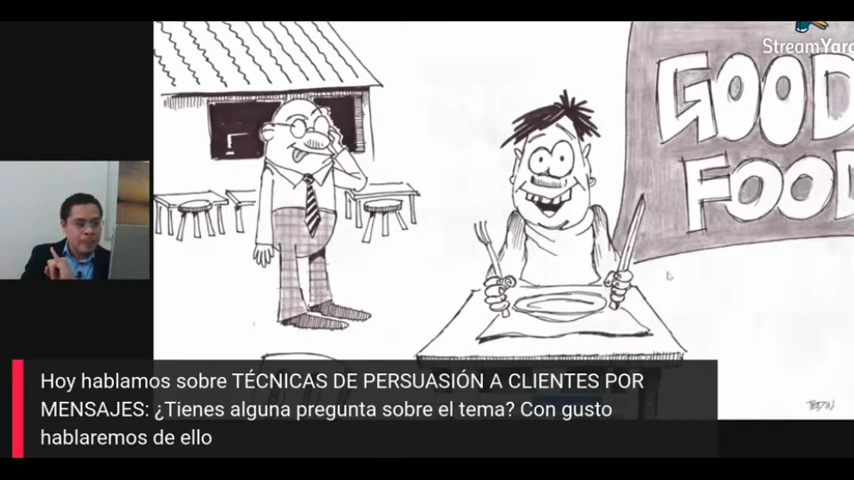 StreamYard
GOOD
FOOD
Hoy hablamos sobre TÉCNICAS DE PERSUASIÓN A CLIENTES POR
MENSAJES: ¿Tienes alguna pregunta sobre el tema? Con gusto
hablaremos de ello
TEDW.